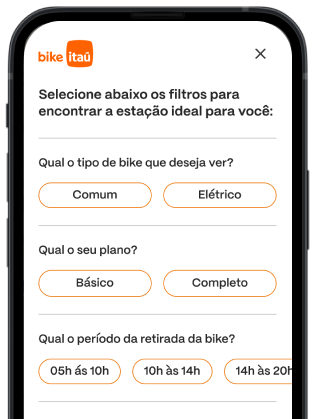 bike itaú
Selecione abaixo os filtros para
encontrar a estação ideal para você:
Qual o tipo de bike que deseja ver?
Comum Elétrico
Qual o seu plano?
Básico Completo
Qual o período da retirada da bike?
05h ás 10h 10h às 14h 14h às 20h